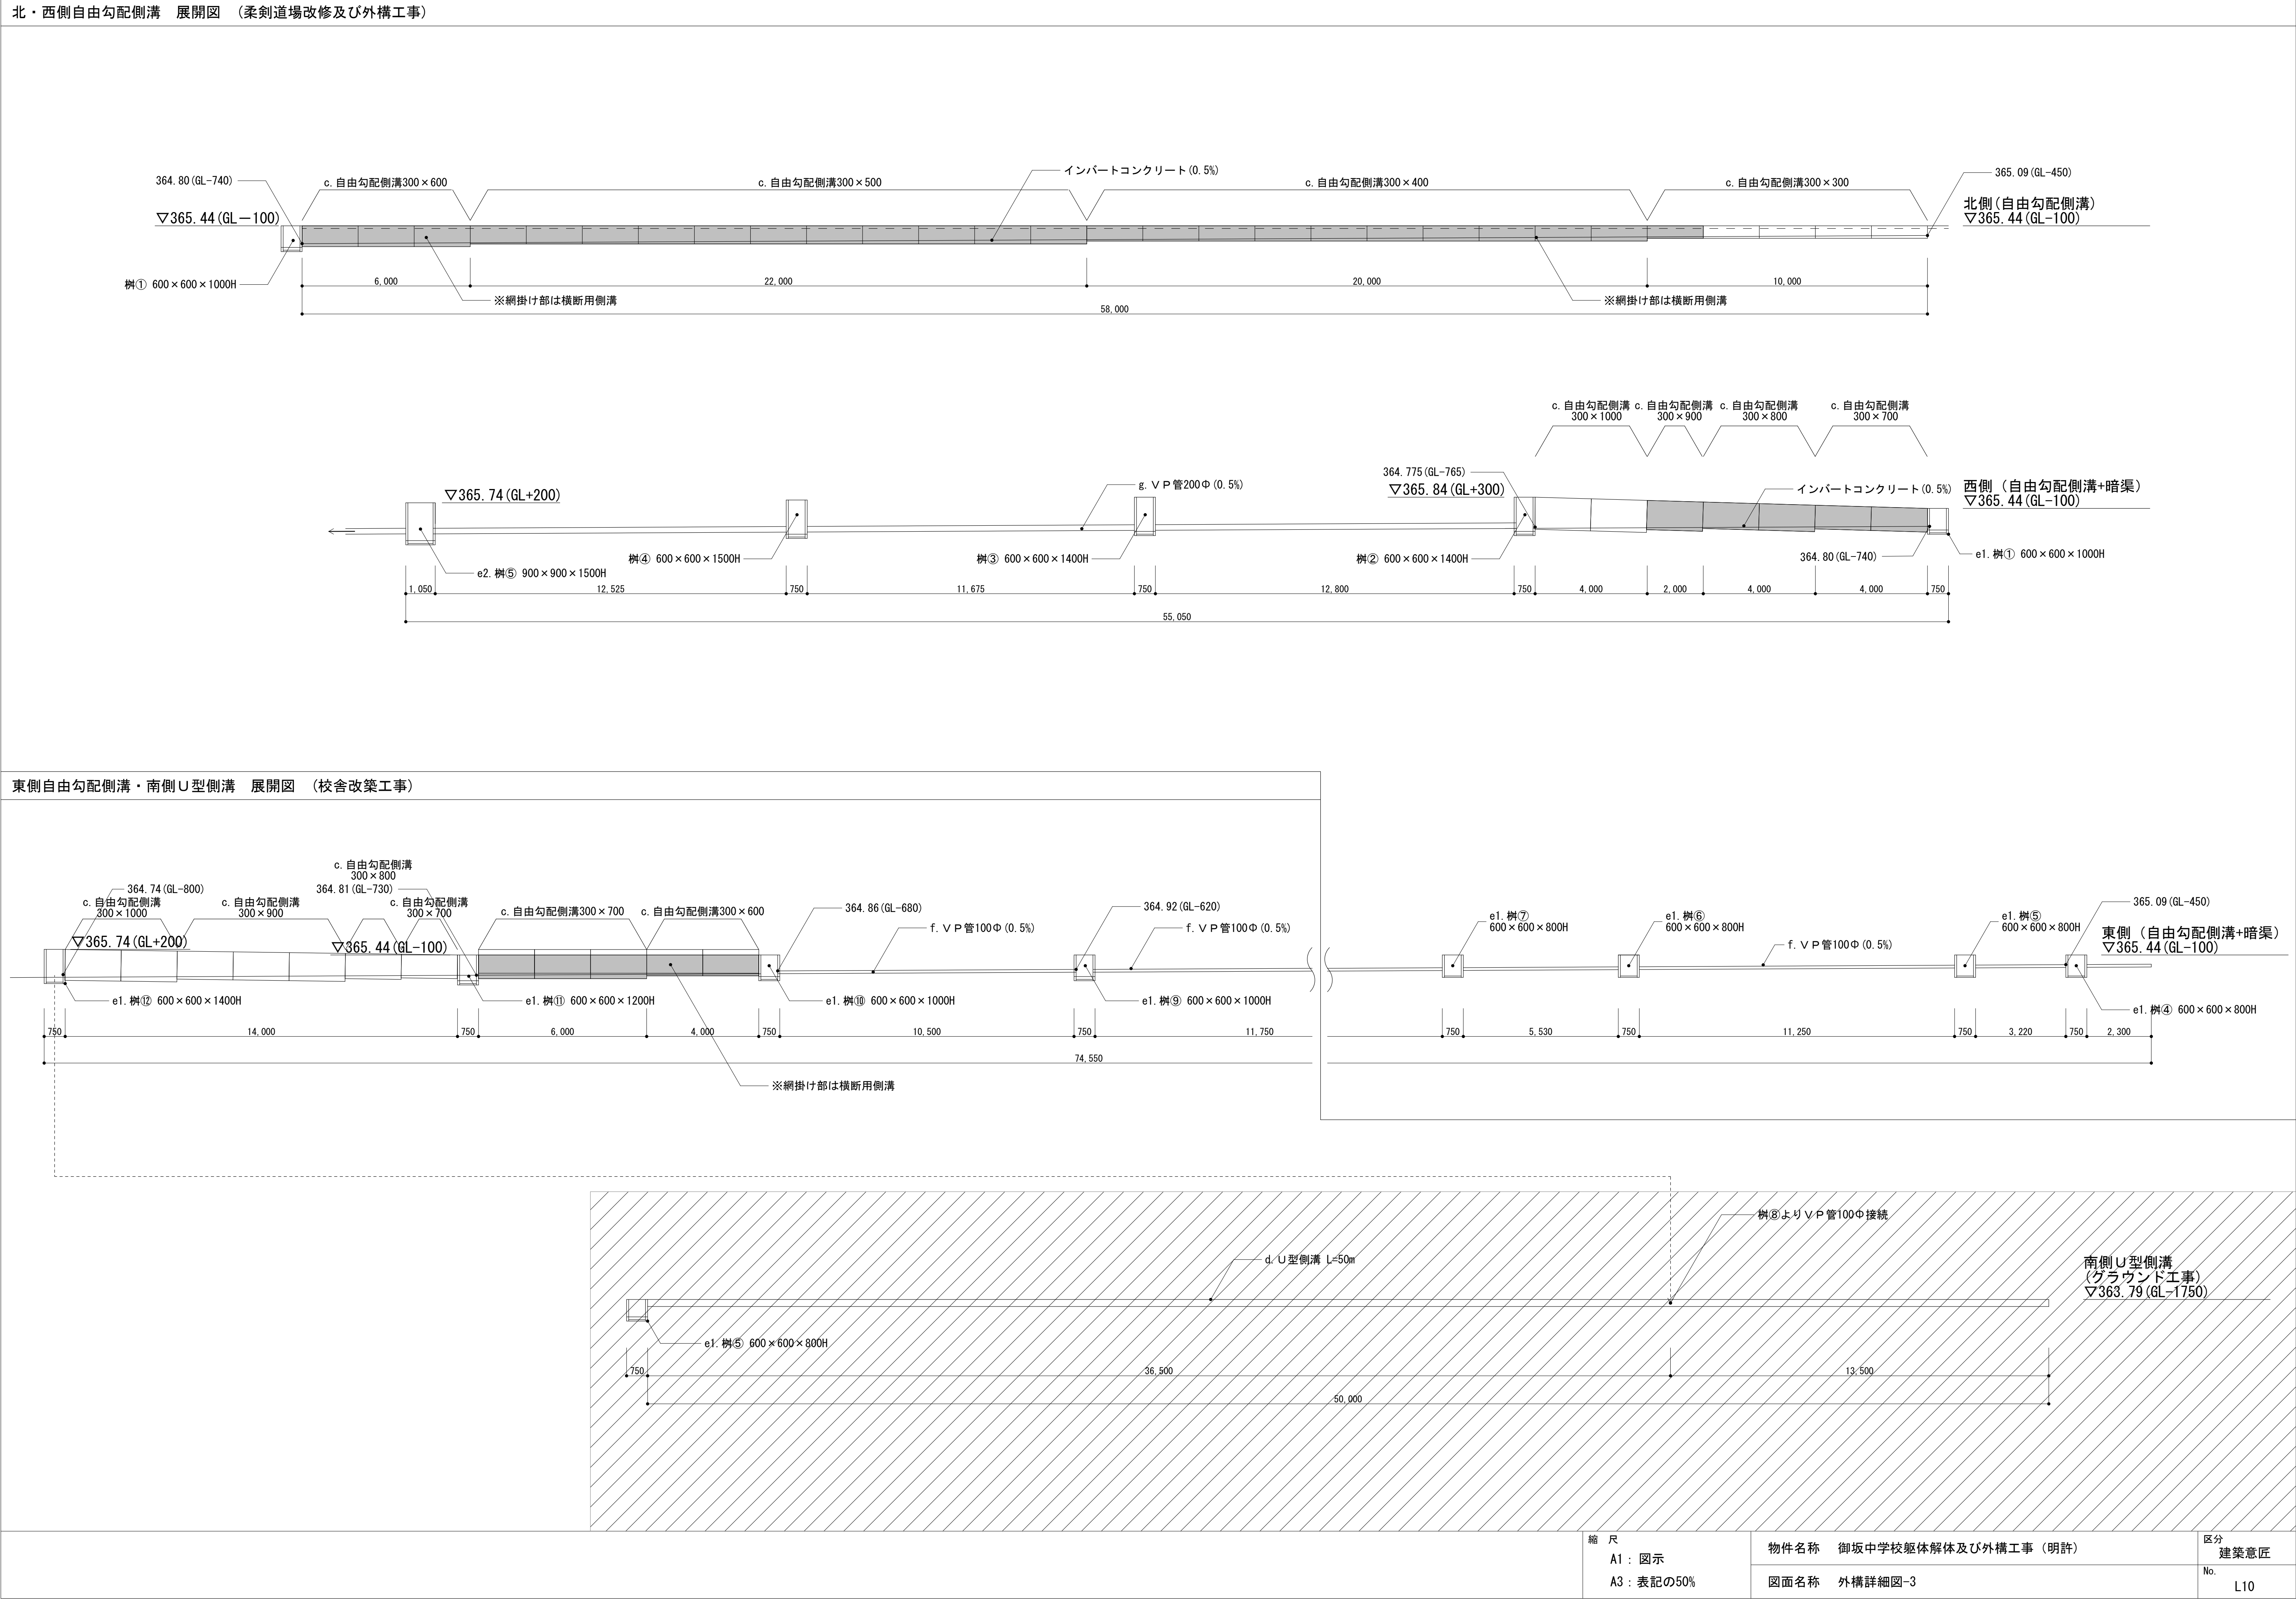 北・西側自由勾配側溝　展開図　(柔剣道場改修及び外構工事)
364.80(GL-740)
c.自由勾配側溝300×600
c.自由勾配側溝300×500
インバートコンクリート(0.5%)
c.自由勾配側溝300×400
c.自由勾配側溝300×300
365.09(GL-450)
▽365.44(GL－100)
北側(自由勾配側溝)
▽365.44(GL-100)
桝① 600×600×1000H
6,000
22,000
20,000
10,000
※網掛け部は横断用側溝
※網掛け部は横断用側溝
58,000
c.自由勾配側溝
300×1000
c.自由勾配側溝
300×900
c.自由勾配側溝
300×800
c.自由勾配側溝
300×700
364.775(GL-765)
▽365.74(GL+200)
g.ＶＰ管200Φ(0.5%)
▽365.84(GL+300)
インバートコンクリート(0.5%)
西側（自由勾配側溝+暗渠）
▽365.44(GL-100)
桝④ 600×600×1500H
桝③ 600×600×1400H
桝② 600×600×1400H
364.80(GL-740)
e1.桝① 600×600×1000H
e2.桝⑤ 900×900×1500H
1,050
12,525
750
11,675
750
12,800
750
4,000
2,000
4,000
4,000
750
55,050
東側自由勾配側溝・南側Ｕ型側溝　展開図　(校舎改築工事)
c.自由勾配側溝
300×800
364.74(GL-800)
364.81(GL-730)
c.自由勾配側溝
300×1000
c.自由勾配側溝
300×900
c.自由勾配側溝
300×700
c.自由勾配側溝300×700
c.自由勾配側溝300×600
364.86(GL-680)
f.ＶＰ管100Φ(0.5%)
364.92(GL-620)
f.ＶＰ管100Φ(0.5%)
e1.桝⑦
600×600×800H
e1.桝⑥
600×600×800H
f.ＶＰ管100Φ(0.5%)
e1.桝⑤
600×600×800H
365.09(GL-450)
東側（自由勾配側溝+暗渠）
▽365.44(GL-100)
▽365.74(GL+200)
▽365.44(GL-100)
e1.桝⑫ 600×600×1400H
e1.桝⑪ 600×600×1200H
e1.桝⑩ 600×600×1000H
e1.桝⑨ 600×600×1000H
e1.桝④ 600×600×800H
750
14,000
750
6,000
4,000
750
10,500
750
11,750
750
5,530
750
11,250
750
3,220
750
2,300
74,550
※網掛け部は横断用側溝
桝⑧よりＶＰ管100Φ接続
d.Ｕ型側溝 L=50m
南側Ｕ型側溝
(グラウンド工事)
▽363.79(GL-1750)
e1.桝⑤ 600×600×800H
750
36,500
13,500
50,000
縮　尺
A1：図示
A3：表記の50%
物件名称　御坂中学校躯体解体及び外構工事（明許）
図面名称　外構詳細図-3
区分
建築意匠
No.
L10